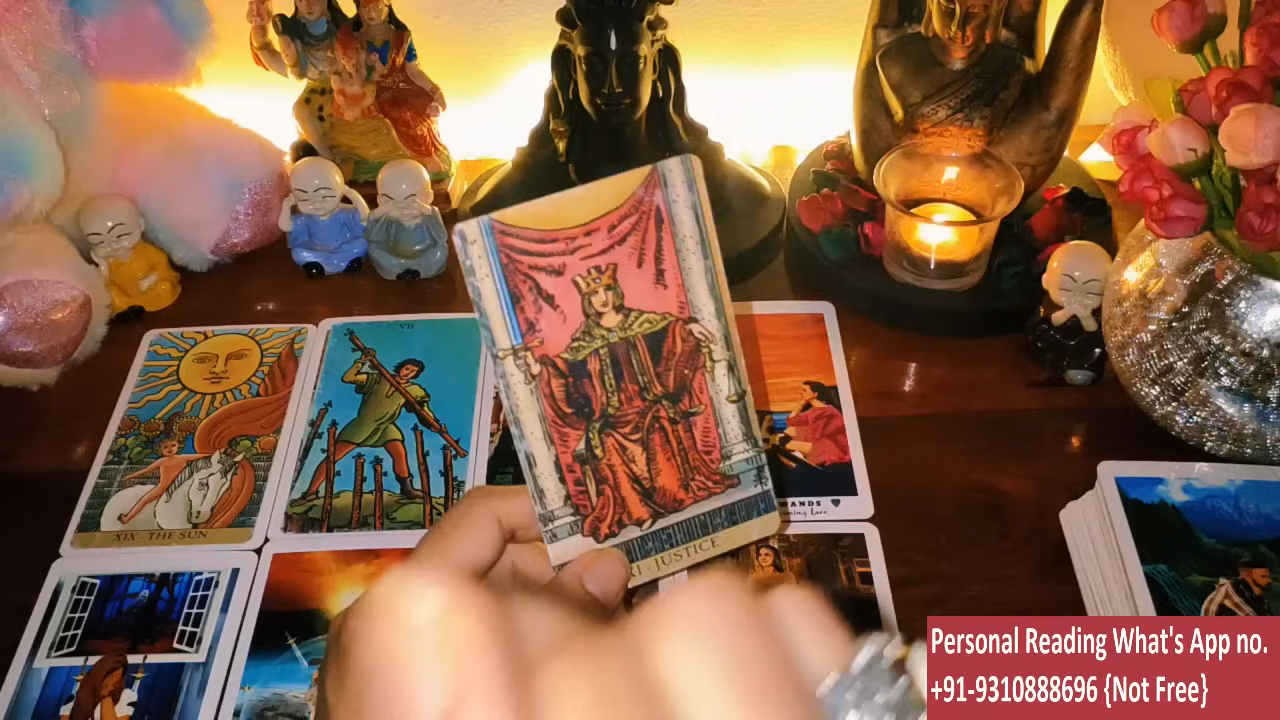 VII
XIX - THE SUN
XI - JUSTICE
WANDS
Personal Reading What's App no.
+91-9310888696 {Not Free}